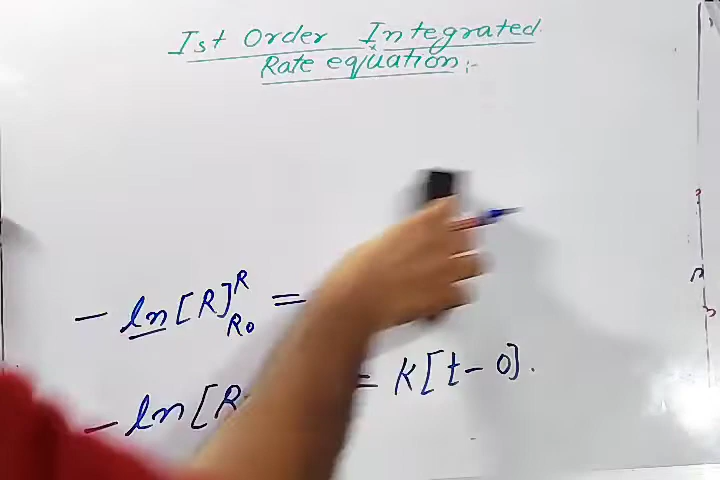 Ist Order Integrated
Rate equation :-
- ln [R]ᴿ_R₀ =
- ln [R = k[t - 0].